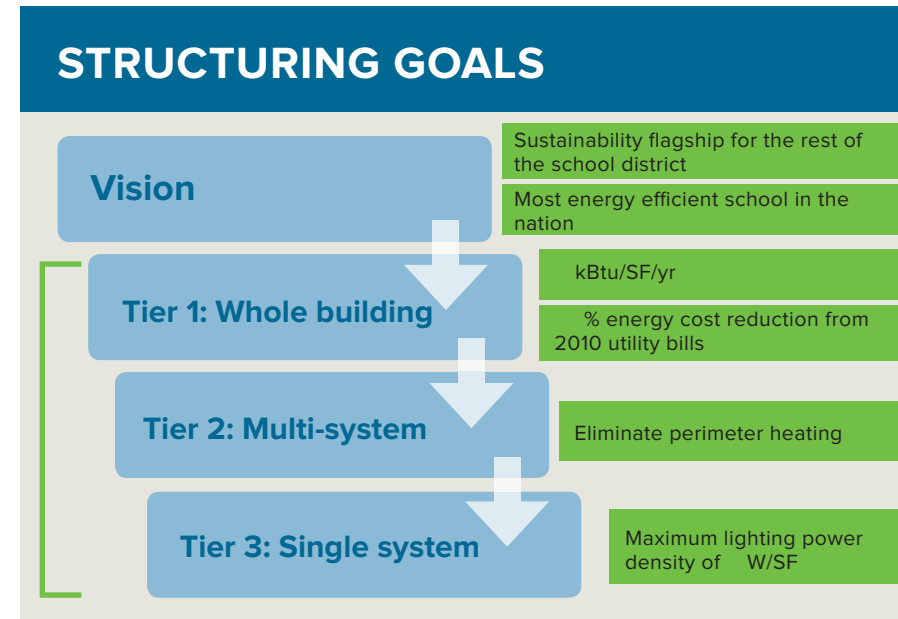 STRUCTURING GOALS
Vision
Sustainability flagship for the rest of
the school district
Most energy efficient school in the
nation
Tier 1: Whole building
kBtu/SF/yr
% energy cost reduction from
2010 utility bills
Tier 2: Multi-system
Eliminate perimeter heating
Tier 3: Single system
Maximum lighting power
density of W/SF